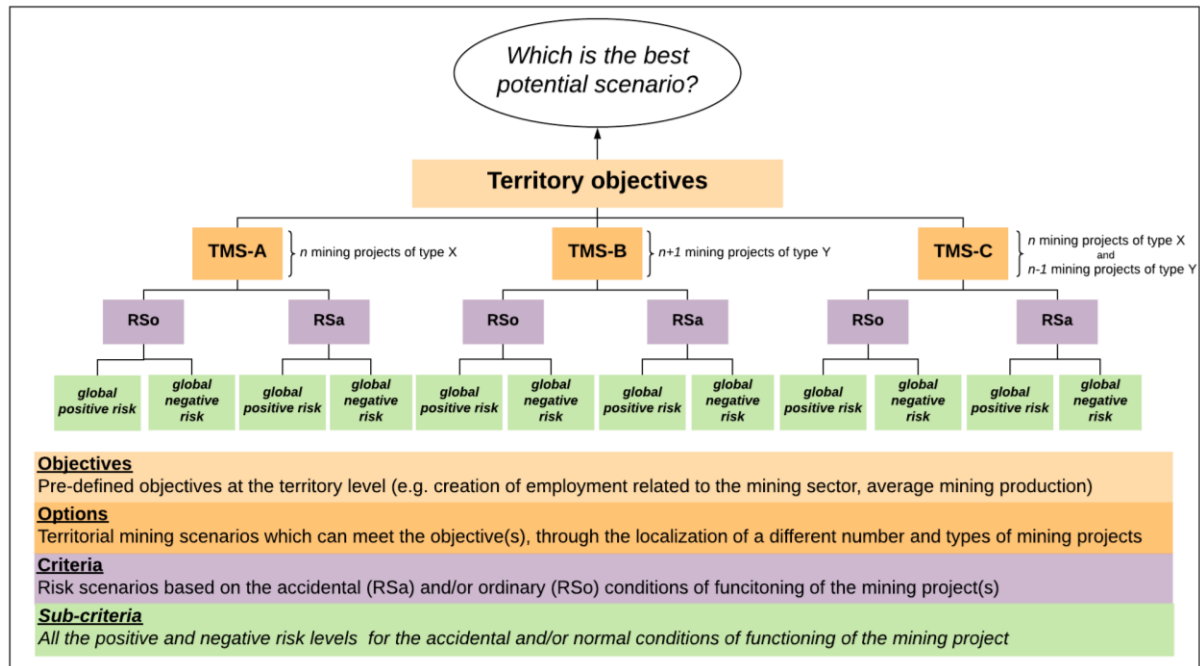 Which is the best
potential scenario?
Territory objectives
TMS-A
n mining projects of type X
TMS-B
n+1 mining projects of type Y
TMS-C
n mining projects of type X
and
n-1 mining projects of type Y
RSo
RSa
RSo
RSa
RSo
RSa
global
positive risk
global
negative
risk
global
positive risk
global
negative
risk
global
positive risk
global
negative
risk
global
positive risk
global
negative
risk
global
positive risk
global
negative
risk
global
positive risk
global
negative
risk
Objectives
Pre-defined objectives at the territory level (e.g. creation of employment related to the mining sector, average mining production)
Options
Territorial mining scenarios which can meet the objective(s), through the localization of a different number and types of mining projects
Criteria
Risk scenarios based on the accidental (RSa) and/or ordinary (RSo) conditions of funcitoning of the mining project(s)
Sub-criteria
All the positive and negative risk levels for the accidental and/or normal conditions of functioning of the mining project